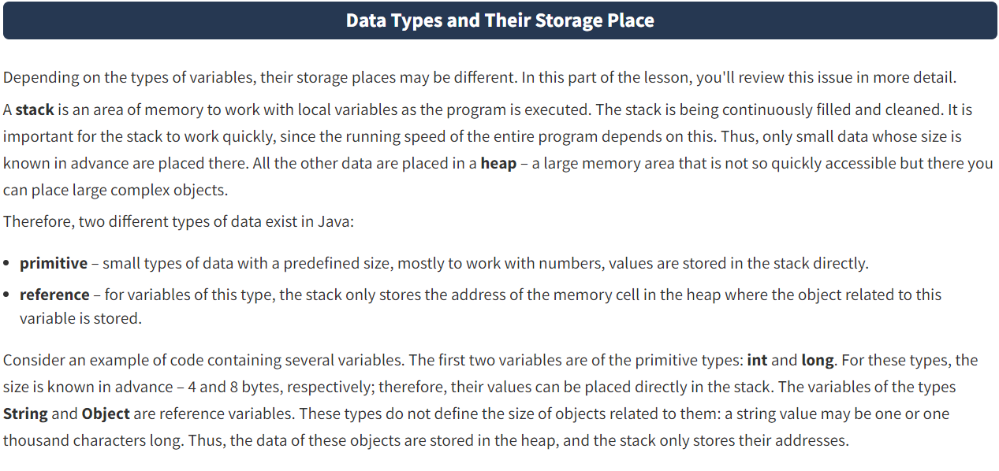 Data Types and Their Storage Place
Depending on the types of variables, their storage places may be different. In this part of the lesson, you'll review this issue in more detail.
A stack is an area of memory to work with local variables as the program is executed. The stack is being continuously filled and cleaned. It is
important for the stack to work quickly, since the running speed of the entire program depends on this. Thus, only small data whose size is
known in advance are placed there. All the other data are placed in a heap – a large memory area that is not so quickly accessible but there you
can place large complex objects.
Therefore, two different types of data exist in Java:
• primitive – small types of data with a predefined size, mostly to work with numbers, values are stored in the stack directly.
• reference – for variables of this type, the stack only stores the address of the memory cell in the heap where the object related to this
variable is stored.
Consider an example of code containing several variables. The first two variables are of the primitive types: int and long. For these types, the
size is known in advance – 4 and 8 bytes, respectively; therefore, their values can be placed directly in the stack. The variables of the types
String and Object are reference variables. These types do not define the size of objects related to them: a string value may be one or one
thousand characters long. Thus, the data of these objects are stored in the heap, and the stack only stores their addresses.